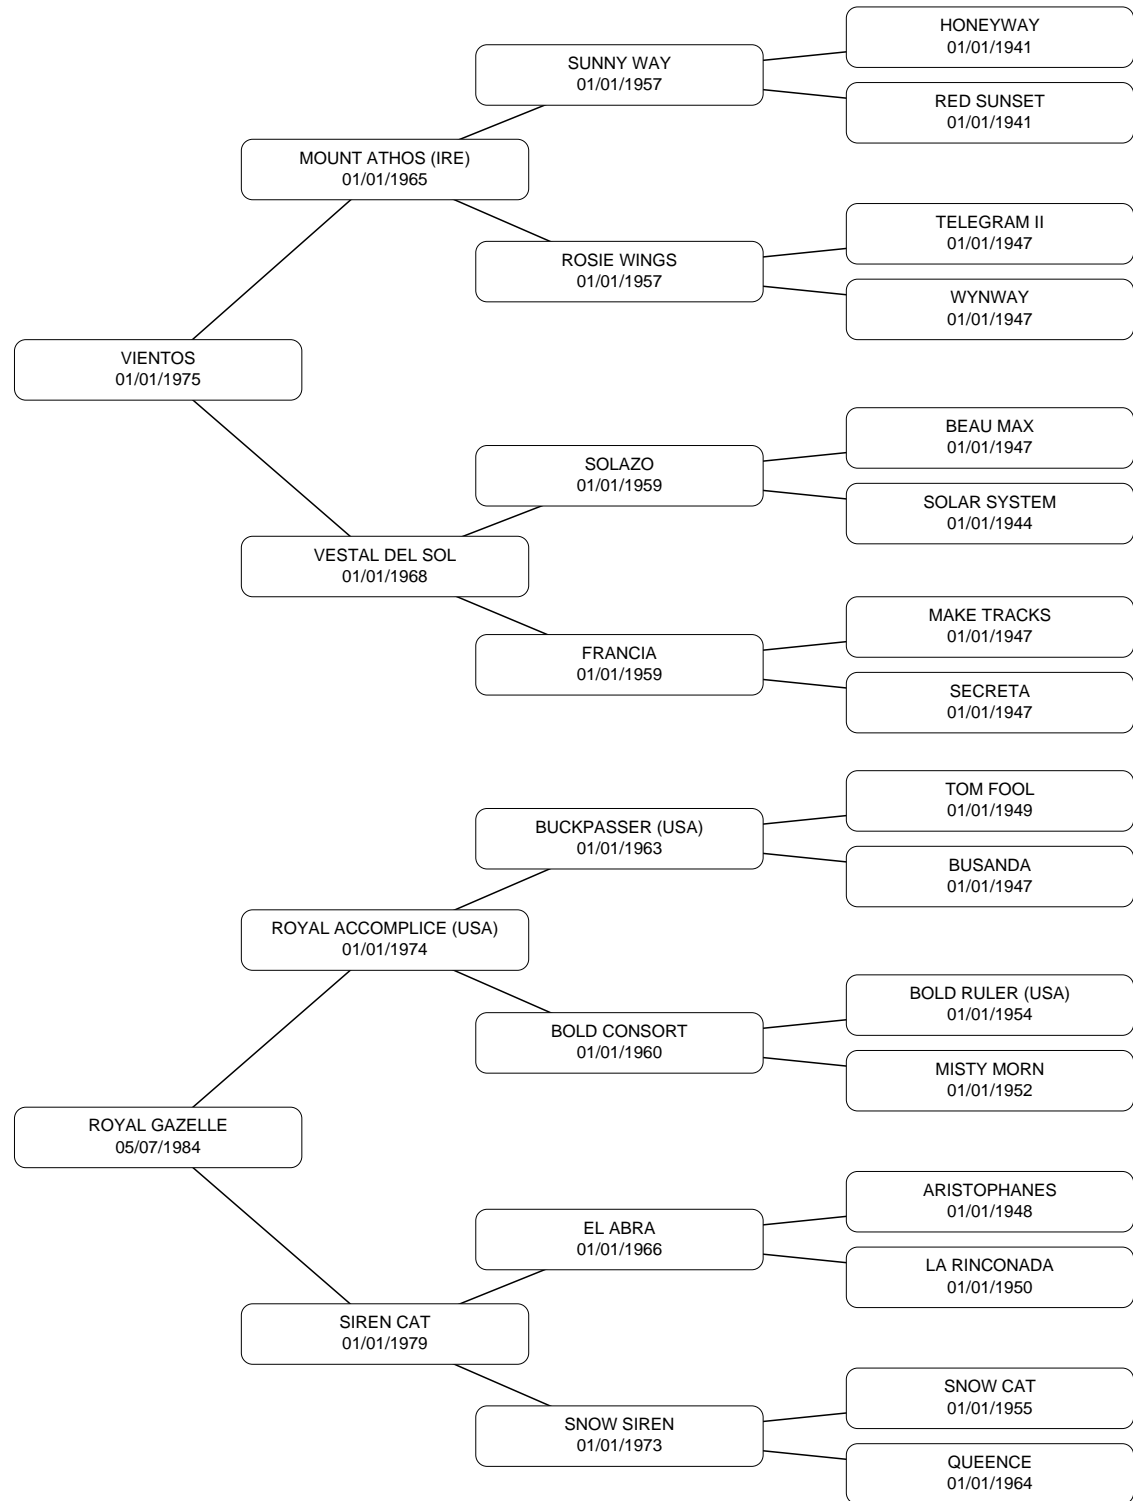 HONEYWAY
01/01/1941
SUNNY WAY
01/01/1957
RED SUNSET
01/01/1941
MOUNT ATHOS (IRE)
01/01/1965
TELEGRAM II
01/01/1947
ROSIE WINGS
01/01/1957
WYNWAY
01/01/1947
VIENTOS
01/01/1975
BEAU MAX
01/01/1947
SOLAZO
01/01/1959
SOLAR SYSTEM
01/01/1944
VESTAL DEL SOL
01/01/1968
MAKE TRACKS
01/01/1947
FRANCIA
01/01/1959
SECRETA
01/01/1947
TOM FOOL
01/01/1949
BUCKPASSER (USA)
01/01/1963
BUSANDA
01/01/1947
ROYAL ACCOMPLICE (USA)
01/01/1974
BOLD RULER (USA)
01/01/1954
BOLD CONSORT
01/01/1960
MISTY MORN
01/01/1952
ROYAL GAZELLE
05/07/1984
ARISTOPHANES
01/01/1948
EL ABRA
01/01/1966
LA RINCONADA
01/01/1950
SIREN CAT
01/01/1979
SNOW CAT
01/01/1955
SNOW SIREN
01/01/1973
QUEENCE
01/01/1964